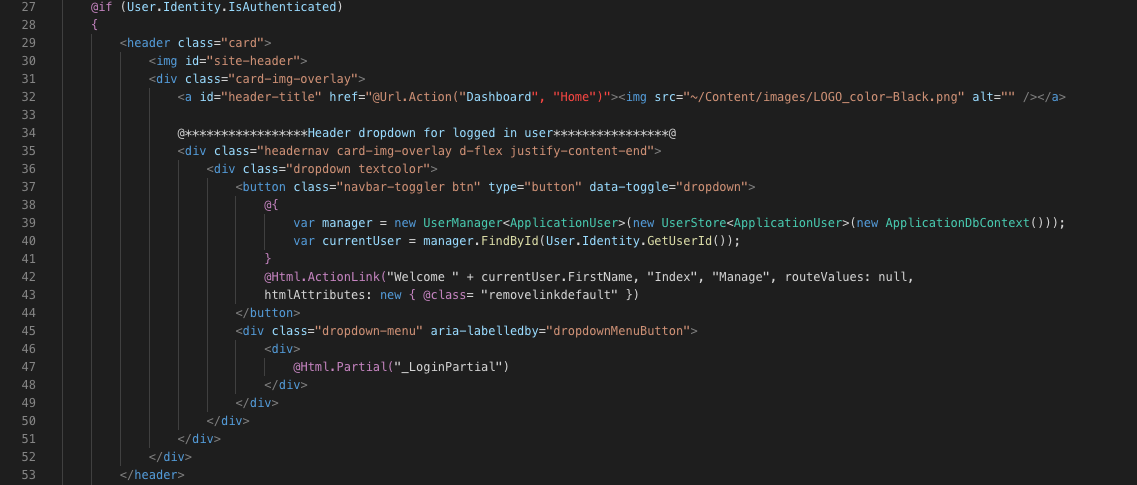 27 @if (User.Identity.IsAuthenticated)
28 {
29 <header class="card">
30 <img id="site-header">
31 <div class="card-img-overlay">
32 <a id="header-title" href="@Url.Action("Dashboard", "Home")"><img src="~/Content/images/LOGO_color-Black.png" alt="" /></a>
33
34 @*****************Header dropdown for logged in user****************@
35 <div class="headernav card-img-overlay d-flex justify-content-end">
36 <div class="dropdown textcolor">
37 <button class="navbar-toggler btn" type="button" data-toggle="dropdown">
38 @{
39 var manager = new UserManager<ApplicationUser>(new UserStore<ApplicationUser>(new ApplicationDbContext()));
40 var currentUser = manager.FindById(User.Identity.GetUserId());
41 }
42 @Html.ActionLink("Welcome " + currentUser.FirstName, "Index", "Manage", routeValues: null,
43 htmlAttributes: new { @class= "removelinkdefault" })
44 </button>
45 <div class="dropdown-menu" aria-labelledby="dropdownMenuButton">
46 <div>
47 @Html.Partial("_LoginPartial")
48 </div>
49 </div>
50 </div>
51 </div>
52 </div>
53 </header>